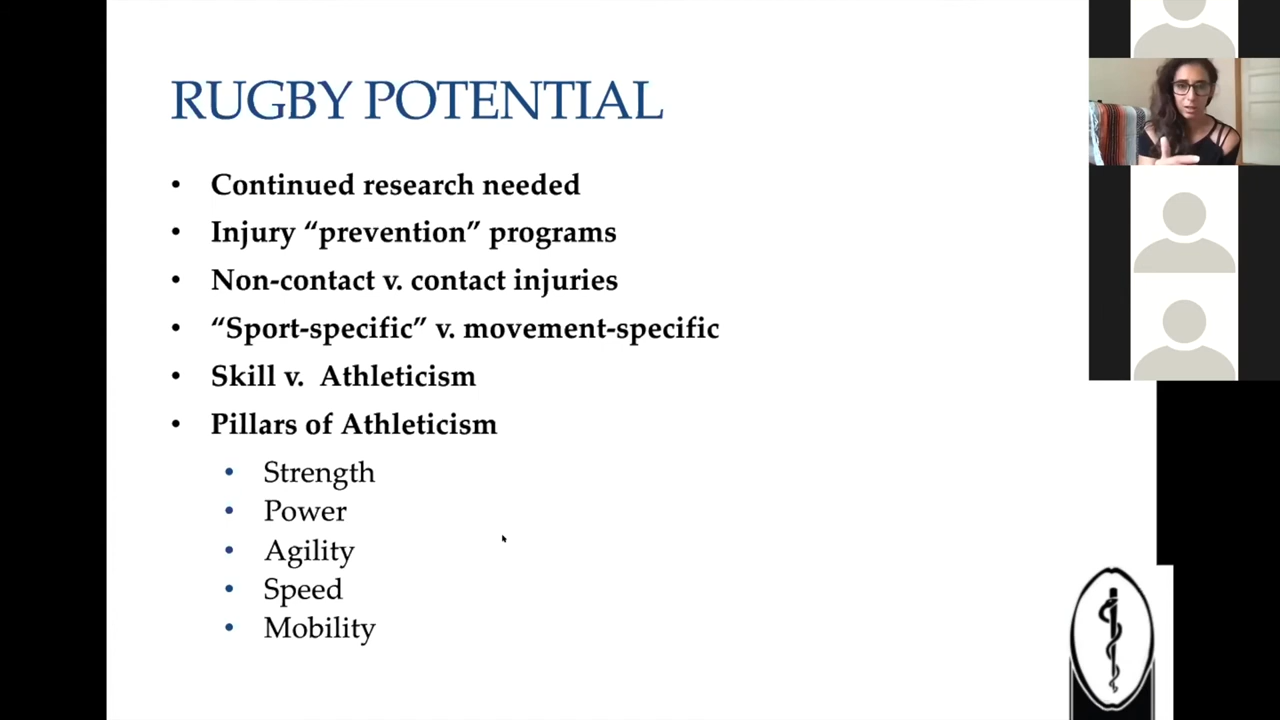 RUGBY POTENTIAL
• Continued research needed
• Injury “prevention” programs
• Non-contact v. contact injuries
• “Sport-specific” v. movement-specific
• Skill v. Athleticism
• Pillars of Athleticism
• Strength
• Power
• Agility
• Speed
• Mobility